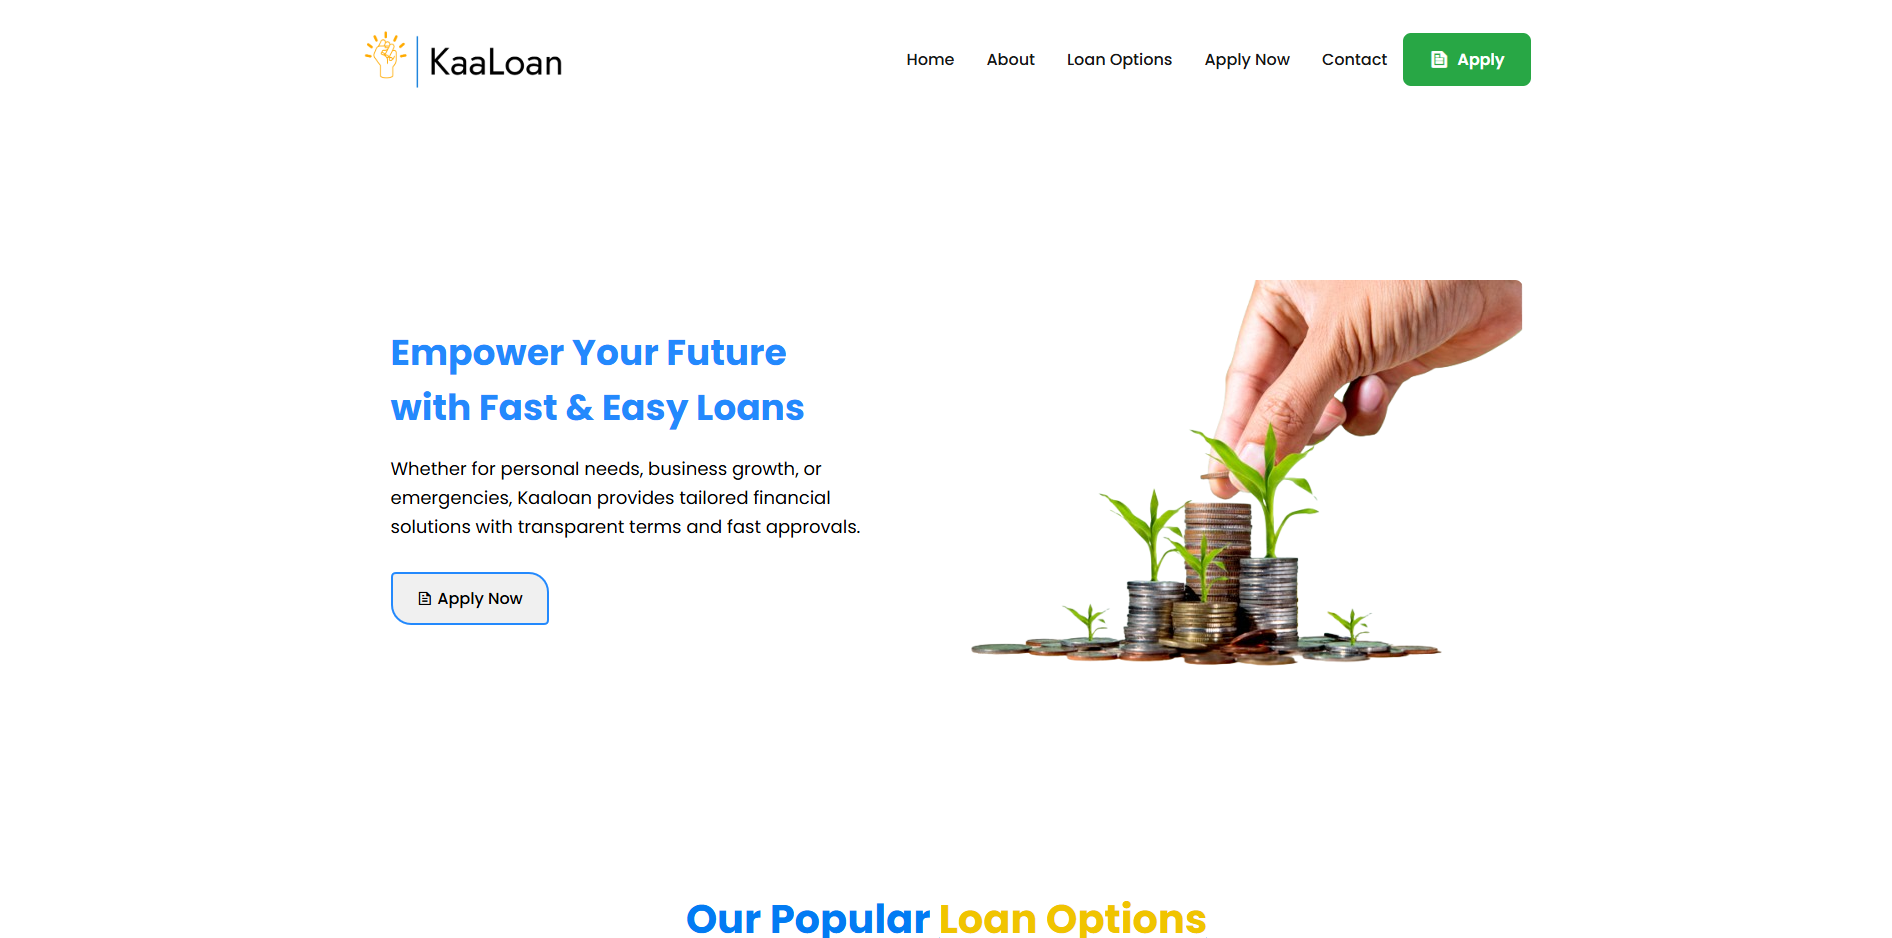 KaaLoan
Home
About
Loan Options
Apply Now
Contact
Apply
Empower Your Future
with Fast & Easy Loans
Whether for personal needs, business growth, or
emergencies, Kaaloan provides tailored financial
solutions with transparent terms and fast approvals.
Apply Now
Our Popular Loan Options